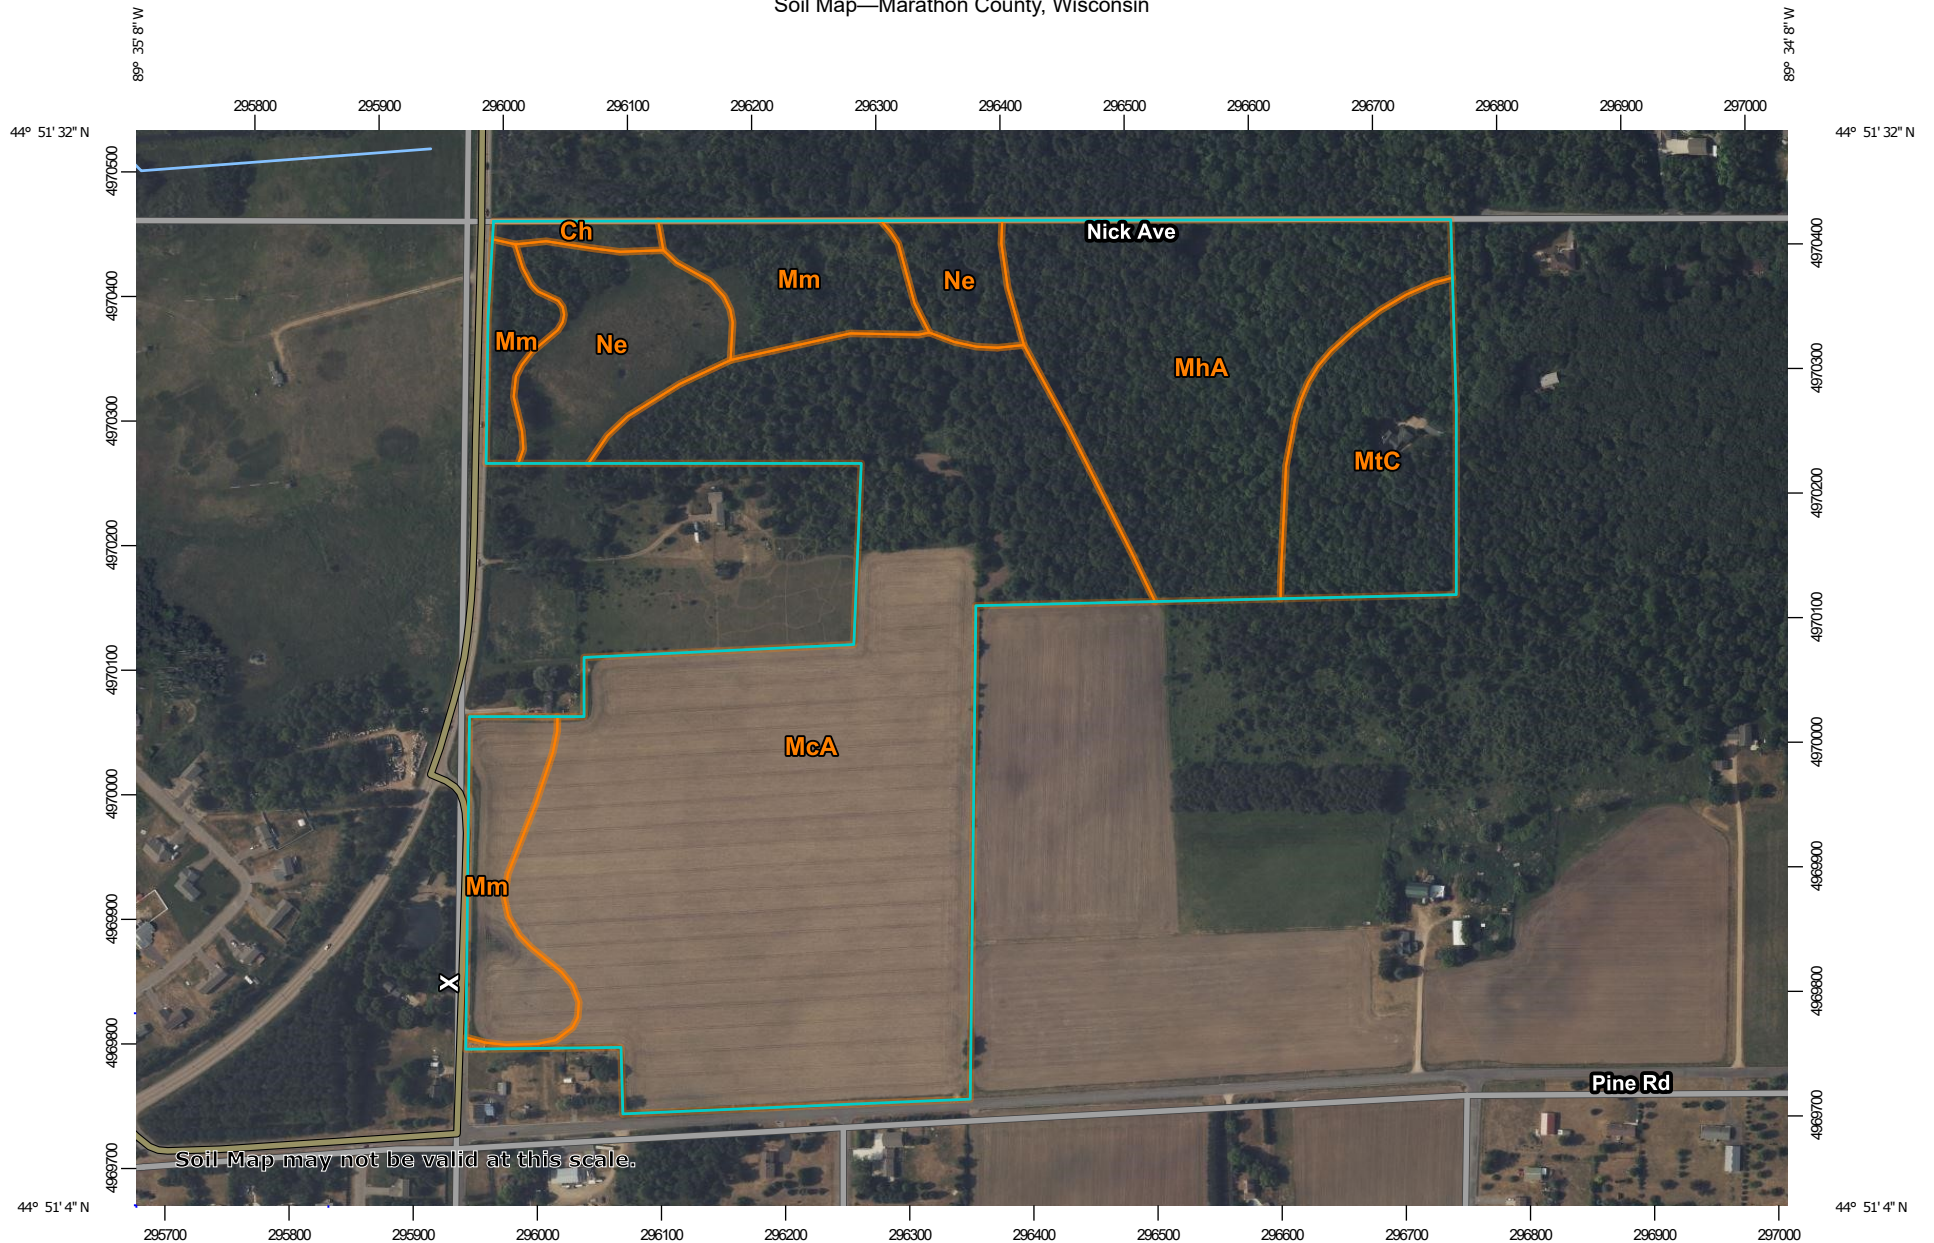 Soil Map—Marathon County, Wisconsin
89° 35' 8" W
89° 34' 8" W
295800 295900 296000 296100 296200 296300 296400 296500 296600 296700 296800 296900 297000
44° 51' 32" N
44° 51' 32" N
4970500
4970400
4970300
4970200
4970100
4970000
4969900
4969800
4969700
4970400
4970300
4970200
4970100
4970000
4969900
4969800
4969700
Ch
Nick Ave
Mm
Ne
Mm
Ne
MhA
MtC
McA
Mm
X
Pine Rd
Soil Map may not be valid at this scale.
44° 51' 4" N
44° 51' 4" N
295700 295800 295900 296000 296100 296200 296300 296400 296500 296600 296700 296800 296900 297000